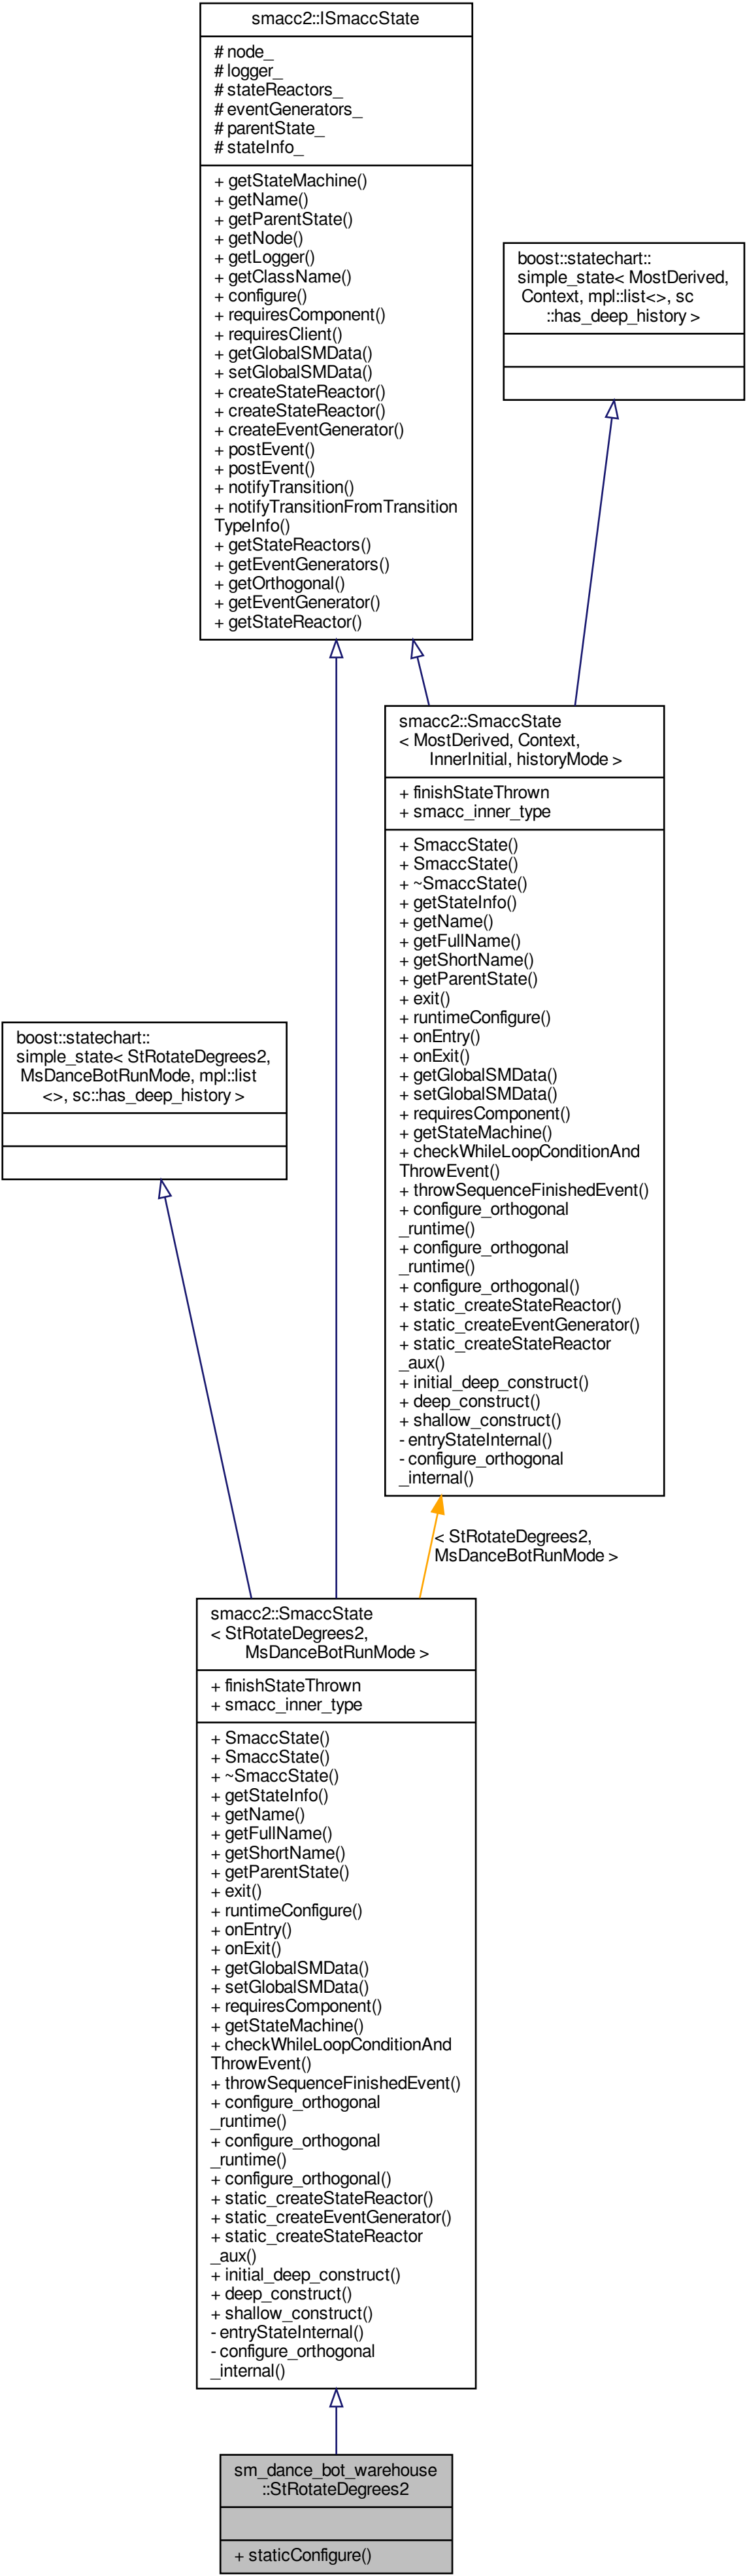 smacc2::ISmaccState
# node_
# logger_
# stateReactors_
# eventGenerators_
# parentState_
# stateInfo_
+ getStateMachine()
+ getName()
+ getParentState()
+ getNode()
+ getLogger()
+ getClassName()
+ configure()
+ requiresComponent()
+ requiresClient()
+ getGlobalSMData()
+ setGlobalSMData()
+ createStateReactor()
+ createStateReactor()
+ createEventGenerator()
+ postEvent()
+ postEvent()
+ notifyTransition()
+ notifyTransitionFromTransition
TypeInfo()
+ getStateReactors()
+ getEventGenerators()
+ getOrthogonal()
+ getEventGenerator()
+ getStateReactor()
boost::statechart::
simple_state< MostDerived,
Context, mpl::list<>, sc
::has_deep_history >
smacc2::SmaccState
< MostDerived, Context,
InnerInitial, historyMode >
+ finishStateThrown
+ smacc_inner_type
+ SmaccState()
+ SmaccState()
+ ~SmaccState()
+ getStateInfo()
+ getName()
+ getFullName()
+ getShortName()
+ getParentState()
+ exit()
+ runtimeConfigure()
+ onEntry()
+ onExit()
+ getGlobalSMData()
+ setGlobalSMData()
+ requiresComponent()
+ getStateMachine()
+ checkWhileLoopConditionAnd
ThrowEvent()
+ throwSequenceFinishedEvent()
+ configure_orthogonal
_runtime()
+ configure_orthogonal
_runtime()
+ configure_orthogonal()
+ static_createStateReactor()
+ static_createEventGenerator()
+ static_createStateReactor
_aux()
+ initial_deep_construct()
+ deep_construct()
+ shallow_construct()
- entryStateInternal()
- configure_orthogonal
_internal()
boost::statechart::
simple_state< StRotateDegrees2,
MsDanceBotRunMode, mpl::list
<>, sc::has_deep_history >
< StRotateDegrees2,
MsDanceBotRunMode >
smacc2::SmaccState
< StRotateDegrees2,
MsDanceBotRunMode >
+ finishStateThrown
+ smacc_inner_type
+ SmaccState()
+ SmaccState()
+ ~SmaccState()
+ getStateInfo()
+ getName()
+ getFullName()
+ getShortName()
+ getParentState()
+ exit()
+ runtimeConfigure()
+ onEntry()
+ onExit()
+ getGlobalSMData()
+ setGlobalSMData()
+ requiresComponent()
+ getStateMachine()
+ checkWhileLoopConditionAnd
ThrowEvent()
+ throwSequenceFinishedEvent()
+ configure_orthogonal
_runtime()
+ configure_orthogonal
_runtime()
+ configure_orthogonal()
+ static_createStateReactor()
+ static_createEventGenerator()
+ static_createStateReactor
_aux()
+ initial_deep_construct()
+ deep_construct()
+ shallow_construct()
- entryStateInternal()
- configure_orthogonal
_internal()
sm_dance_bot_warehouse
::StRotateDegrees2
+ staticConfigure()